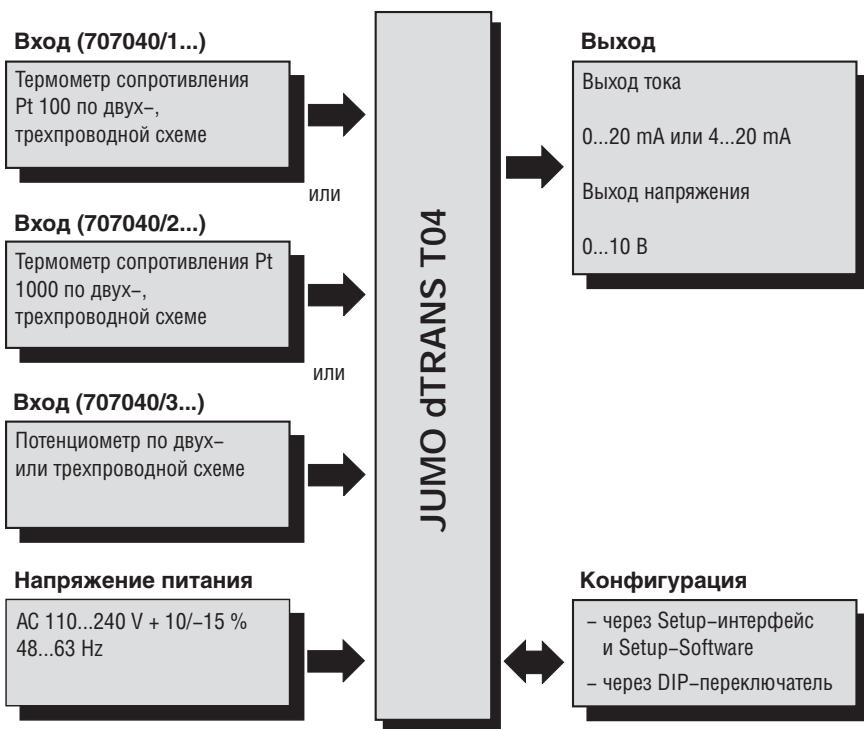 Вход (707040/1...)
Термометр сопротивления
Pt 100 по двух–,
трехпроводной схеме
или
Вход (707040/2...)
Термометр сопротивления Pt
1000 по двух–,
трехпроводной схеме
или
Вход (707040/3...)
Потенциометр по двух–
или трехпроводной схеме
Напряжение питания
AC 110...240 V + 10/–15 %
48...63 Hz
JUMO dTRANS T04
Выход
Выход тока
0...20 mA или 4...20 mA
Выход напряжения
0...10 В
Конфигурация
– через Setup–интерфейс
и Setup–Software
– через DIP–переключатель